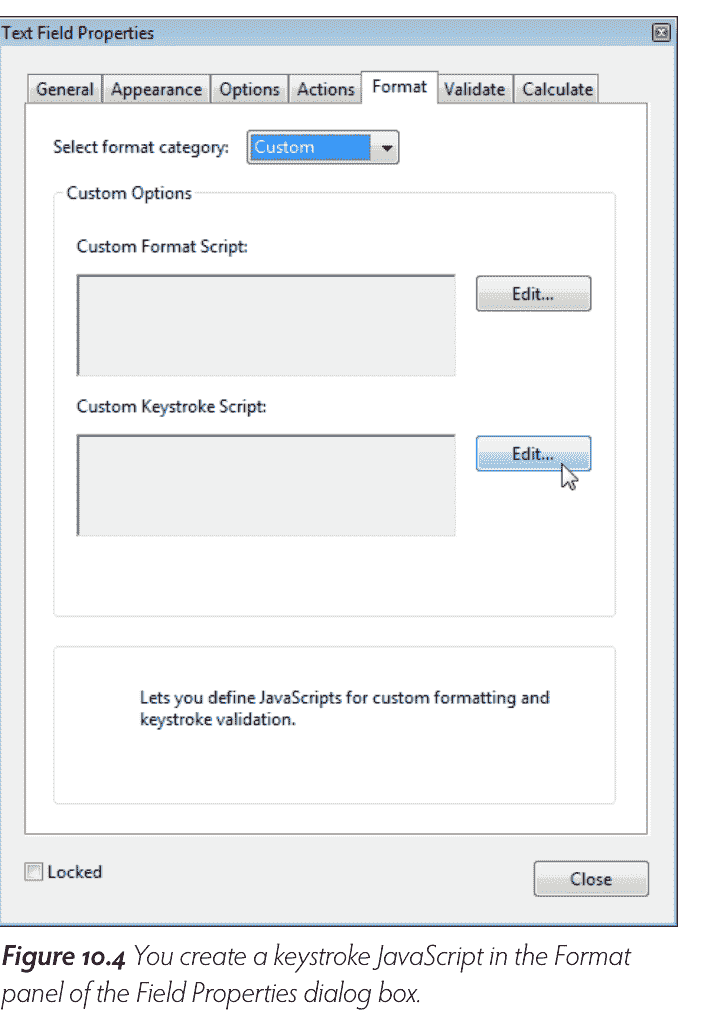 Text Field Properties
General Appearance Options Actions Format Validate Calculate
Select format category: Custom
Custom Options
Custom Format Script:
Edit...
Custom Keystroke Script:
Edit...
Lets you define JavaScripts for custom formatting and
keystroke validation.
Locked
Close
Figure 10.4 You create a keystroke JavaScript in the Format
panel of the Field Properties dialog box.